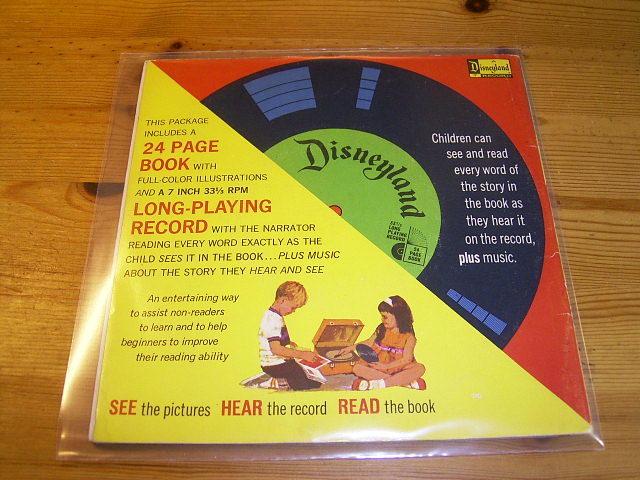 Disneyland
RECORD
THIS PACKAGE
INCLUDES A
24 PAGE
BOOK WITH
FULL-COLOR ILLUSTRATIONS
AND A 7 INCH 33⅓ RPM
LONG-PLAYING
RECORD WITH THE NARRATOR
READING EVERY WORD EXACTLY AS THE
CHILD SEES IT IN THE BOOK...PLUS MUSIC
ABOUT THE STORY THEY HEAR AND SEE
An entertaining way
to assist non-readers
to learn and to help
beginners to improve
their reading ability
Disneyland
33⅓
LONG
PLAYING
RECORD
24
PAGE
BOOK
Children can
see and read
every word of
the story in
the book as
they hear it
on the record,
plus music.
SEE the pictures HEAR the record READ the book